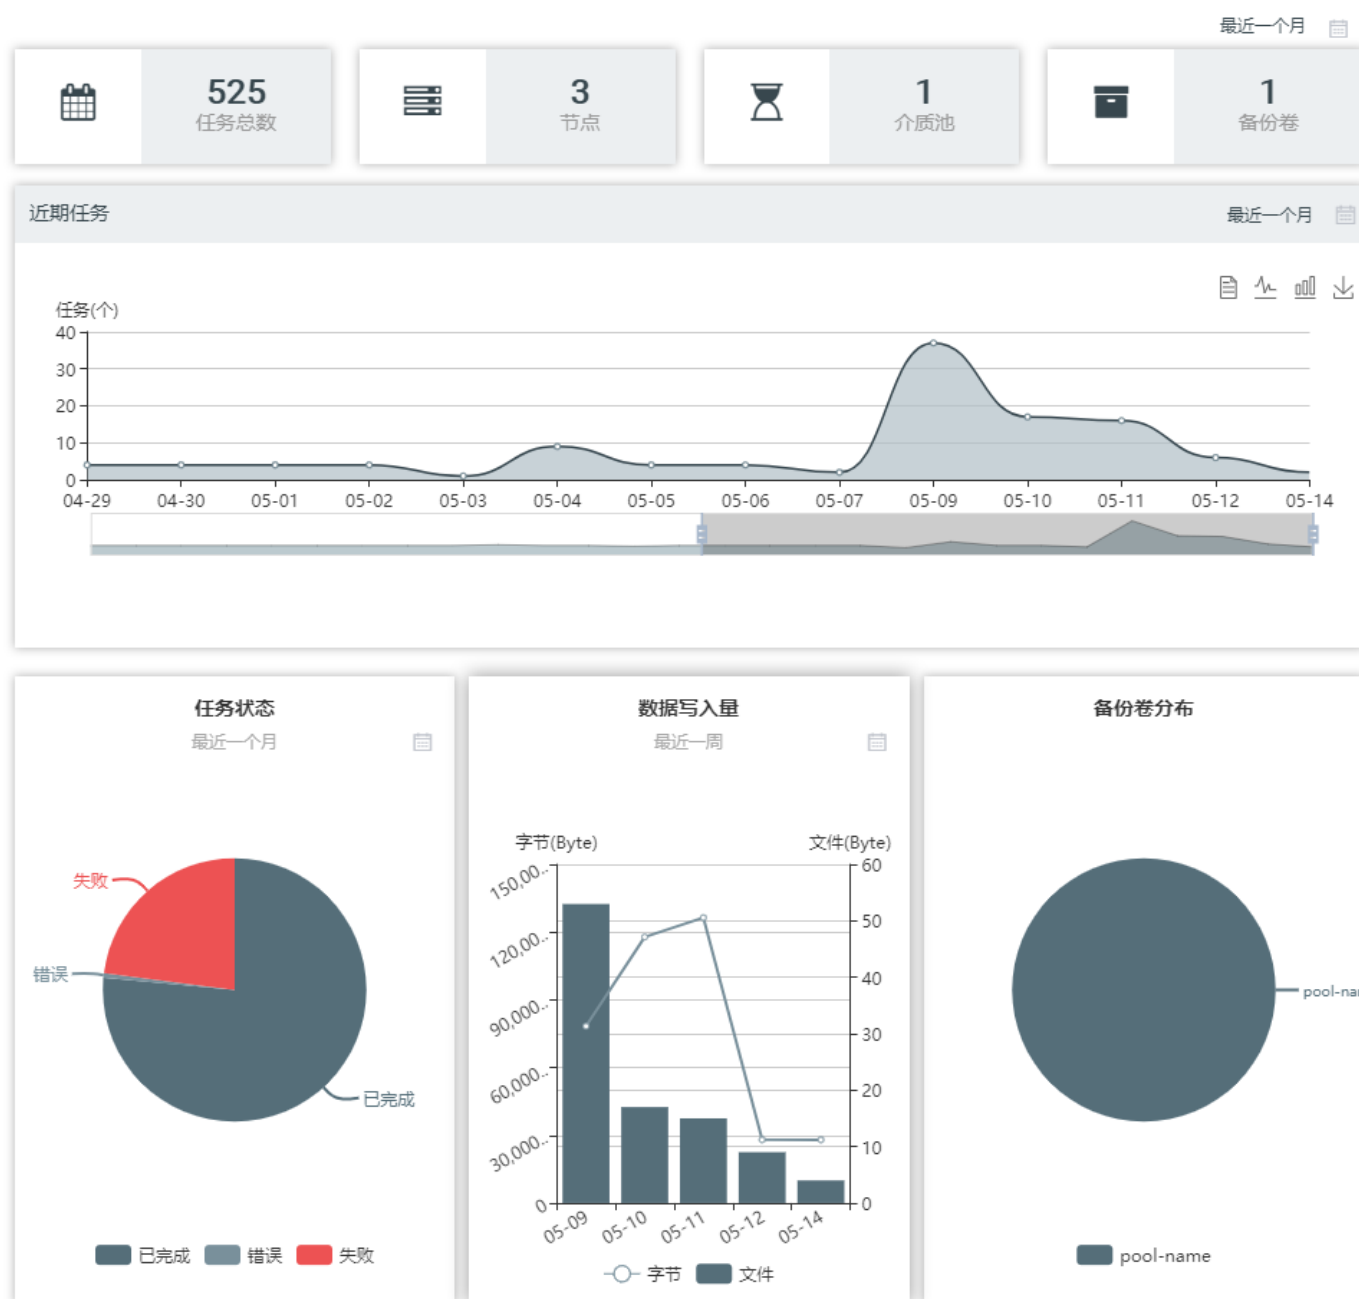 最近一个月
525
任务总数
3
节点
1
介质池
1
备份卷
近期任务
最近一个月
任务(个)
40
30
20
10
0
04-29 04-30 05-01 05-02 05-03 05-04 05-05 05-06 05-07 05-09 05-10 05-11 05-12 05-14
任务状态
最近一个月
失败
错误
已完成
已完成 错误 失败
数据写入量
最近一周
字节(Byte) 文件(Byte)
150,00..
120,00..
90,000..
60,000..
30,000..
0
60
50
40
30
20
10
0
05-09 05-10 05-11 05-12 05-14
字节 文件
备份卷分布
pool-na
pool-name